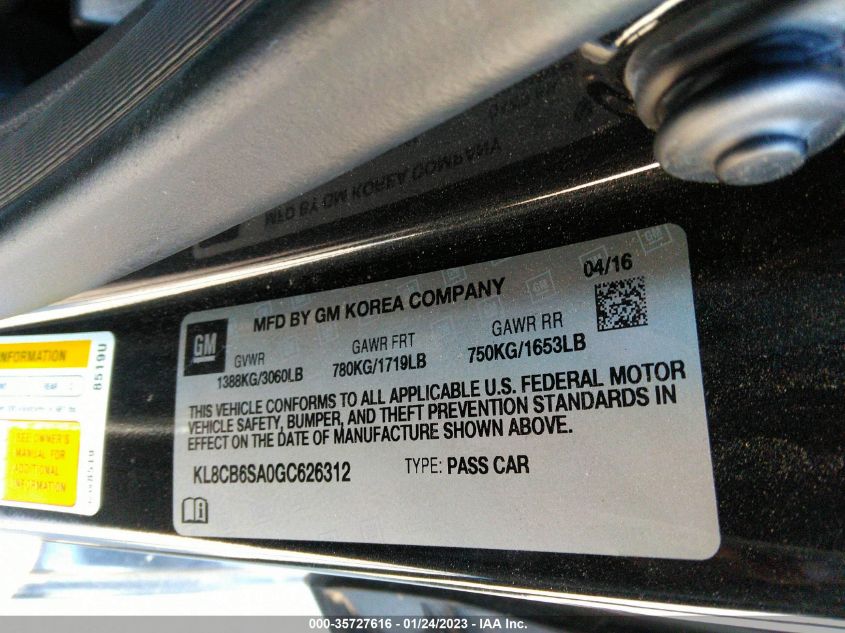 MFD BY GM KOREA COMPANY
04/16
GM
GVWR
1388KG/3060LB
GAWR FRT
780KG/1719LB
GAWR RR
750KG/1653LB
THIS VEHICLE CONFORMS TO ALL APPLICABLE U.S. FEDERAL MOTOR
VEHICLE SAFETY, BUMPER, AND THEFT PREVENTION STANDARDS IN
EFFECT ON THE DATE OF MANUFACTURE SHOWN ABOVE.
KL8CB6SA0GC626312
TYPE: PASS CAR
INFORMATION
REAR
8519U
SEE OWNER'S
MANUAL FOR
ADDITIONAL
INFORMATION
000-35727616 - 01/24/2023 - IAA Inc.